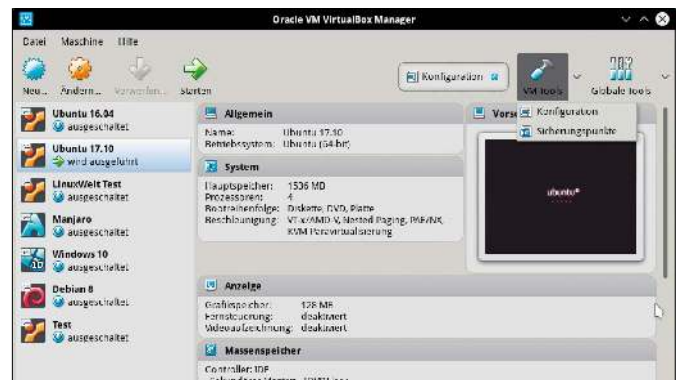 Oracle VM VirtualBox Manager
Datei Maschine Hilfe
Neu... Ändern... Verwerfen... Starten
Konfiguration
VM Tools
Globale Tools
Konfiguration
Sicherungspunkte
Ubuntu 16.04
ausgeschaltet
Ubuntu 17.10
wird ausgeführt
LinuxWelt Test
ausgeschaltet
Manjaro
ausgeschaltet
Windows 10
ausgeschaltet
Debian 8
ausgeschaltet
Test
ausgeschaltet
Allgemein
Name: Ubuntu 17.10
Betriebssystem: Ubuntu (64-bit)
System
Hauptspeicher: 1536 MB
Prozessoren: 4
Bootreihenfolge: Diskette, DVD, Platte
Beschleunigung: VT-x/AMD-V, Nested Paging, PAE/NX,
KVM Paravirtualisierung
Vors
ubuntu®
Anzeige
Grafikspeicher: 128 MB
Fernsteuerung: deaktiviert
Videoaufzeichnung: deaktiviert
Massenspeicher
Controller: IDE